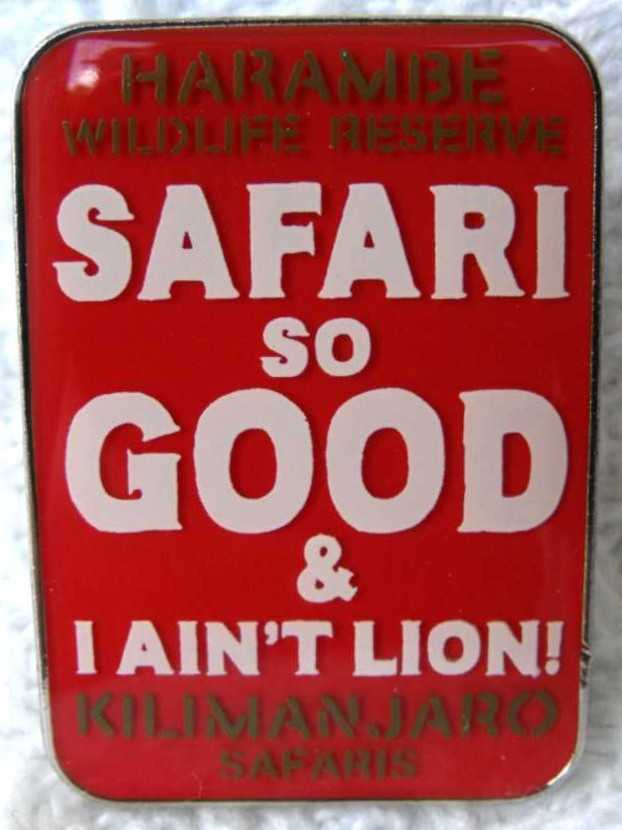 HARAMBE
WILDLIFE RESERVE
SAFARI
SO
GOOD
&
I AIN'T LION!
KILIMANJARO
SAFARIS